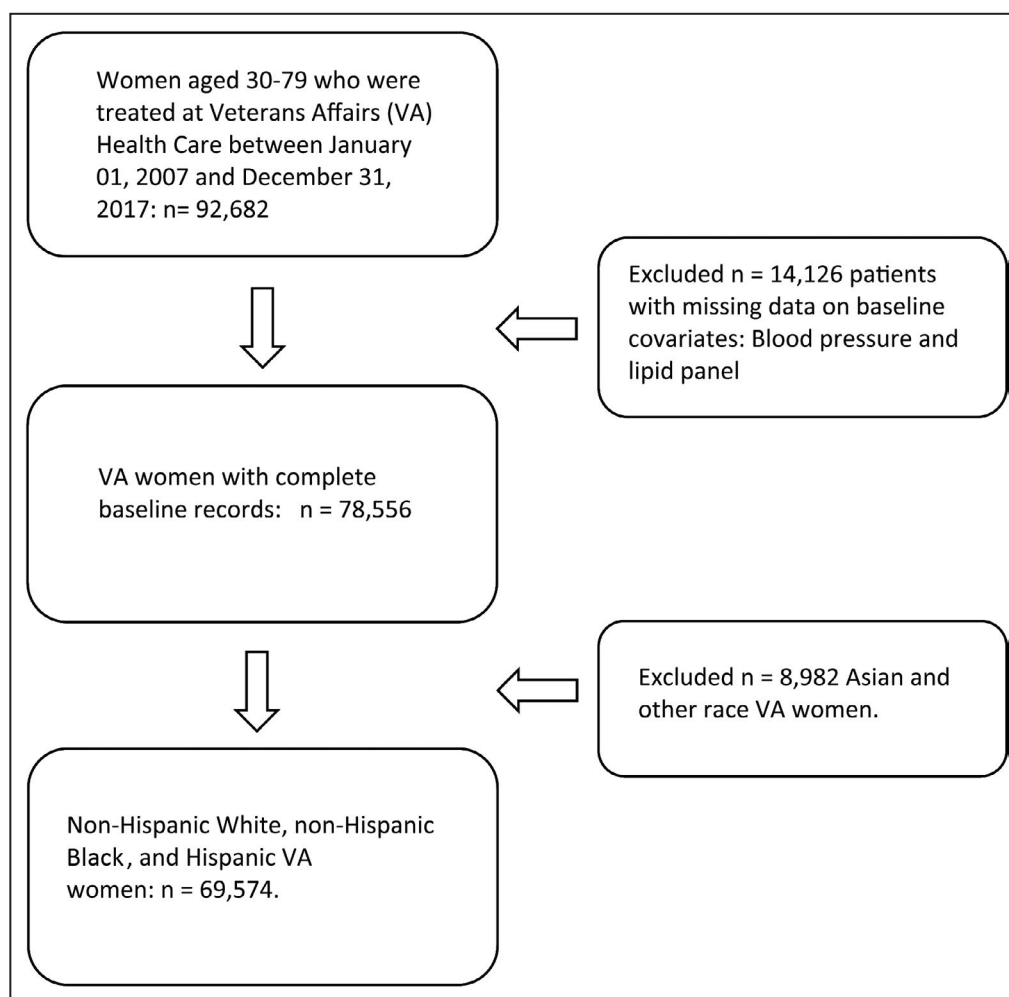 Women aged 30-79 who were
treated at Veterans Affairs (VA)
Health Care between January
01, 2007 and December 31,
2017: n= 92,682
Excluded n = 14,126 patients
with missing data on baseline
covariates: Blood pressure and
lipid panel
VA women with complete
baseline records:   n = 78,556
Excluded n = 8,982 Asian and
other race VA women.
Non-Hispanic White, non-Hispanic
Black, and Hispanic VA
women: n = 69,574.